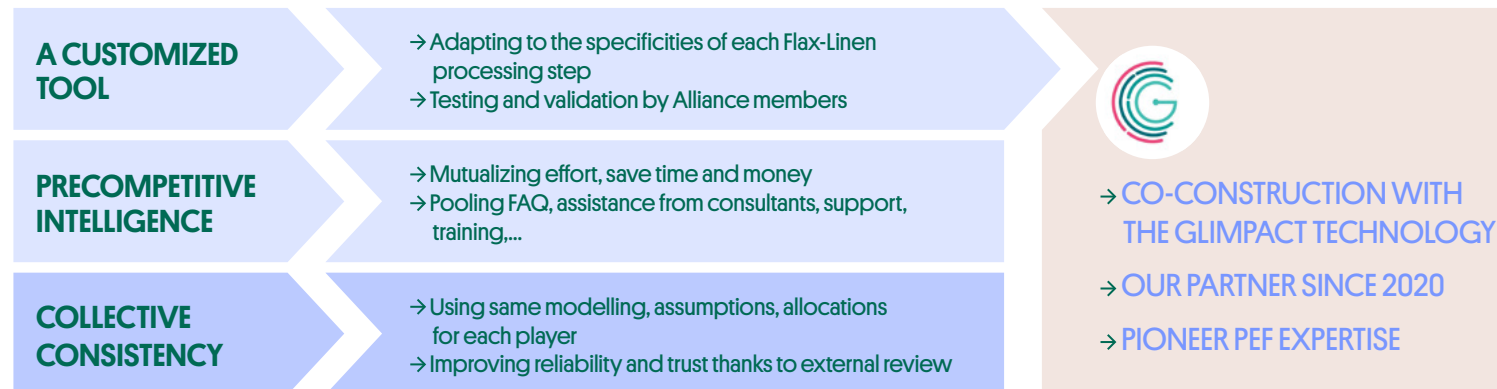 A CUSTOMIZED
TOOL
→ Adapting to the specificities of each Flax-Linen
processing step
→ Testing and validation by Alliance members
PRECOMPETITIVE
INTELLIGENCE
→ Mutualizing effort, save time and money
→ Pooling FAQ, assistance from consultants, support,
training,...
COLLECTIVE
CONSISTENCY
→ Using same modelling, assumptions, allocations
for each player
→ Improving reliability and trust thanks to external review
G
→ CO-CONSTRUCTION WITH
THE GLIMPACT TECHNOLOGY
→ OUR PARTNER SINCE 2020
→ PIONEER PEF EXPERTISE